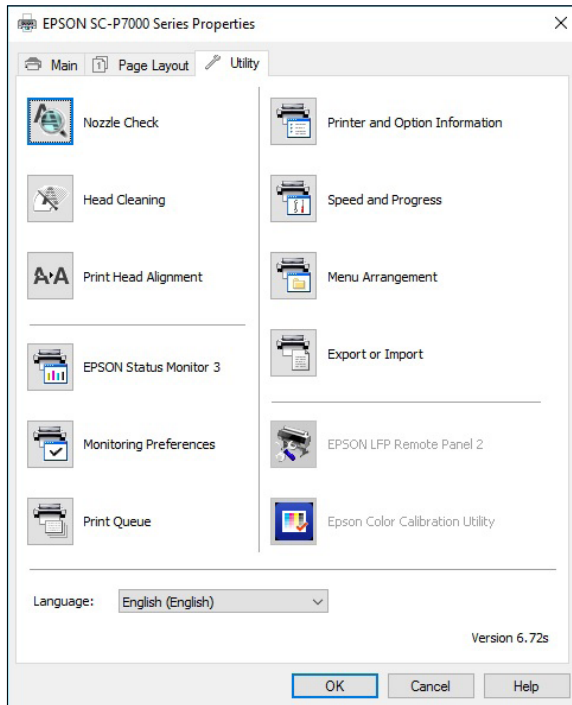 EPSON SC-P7000 Series Properties
Main
Page Layout
Utility
Nozzle Check
Head Cleaning
Print Head Alignment
EPSON Status Monitor 3
Monitoring Preferences
Print Queue
Printer and Option Information
Speed and Progress
Menu Arrangement
Export or Import
EPSON LFP Remote Panel 2
Epson Color Calibration Utility
Language:
English (English)
Version 6.72s
OK
Cancel
Help